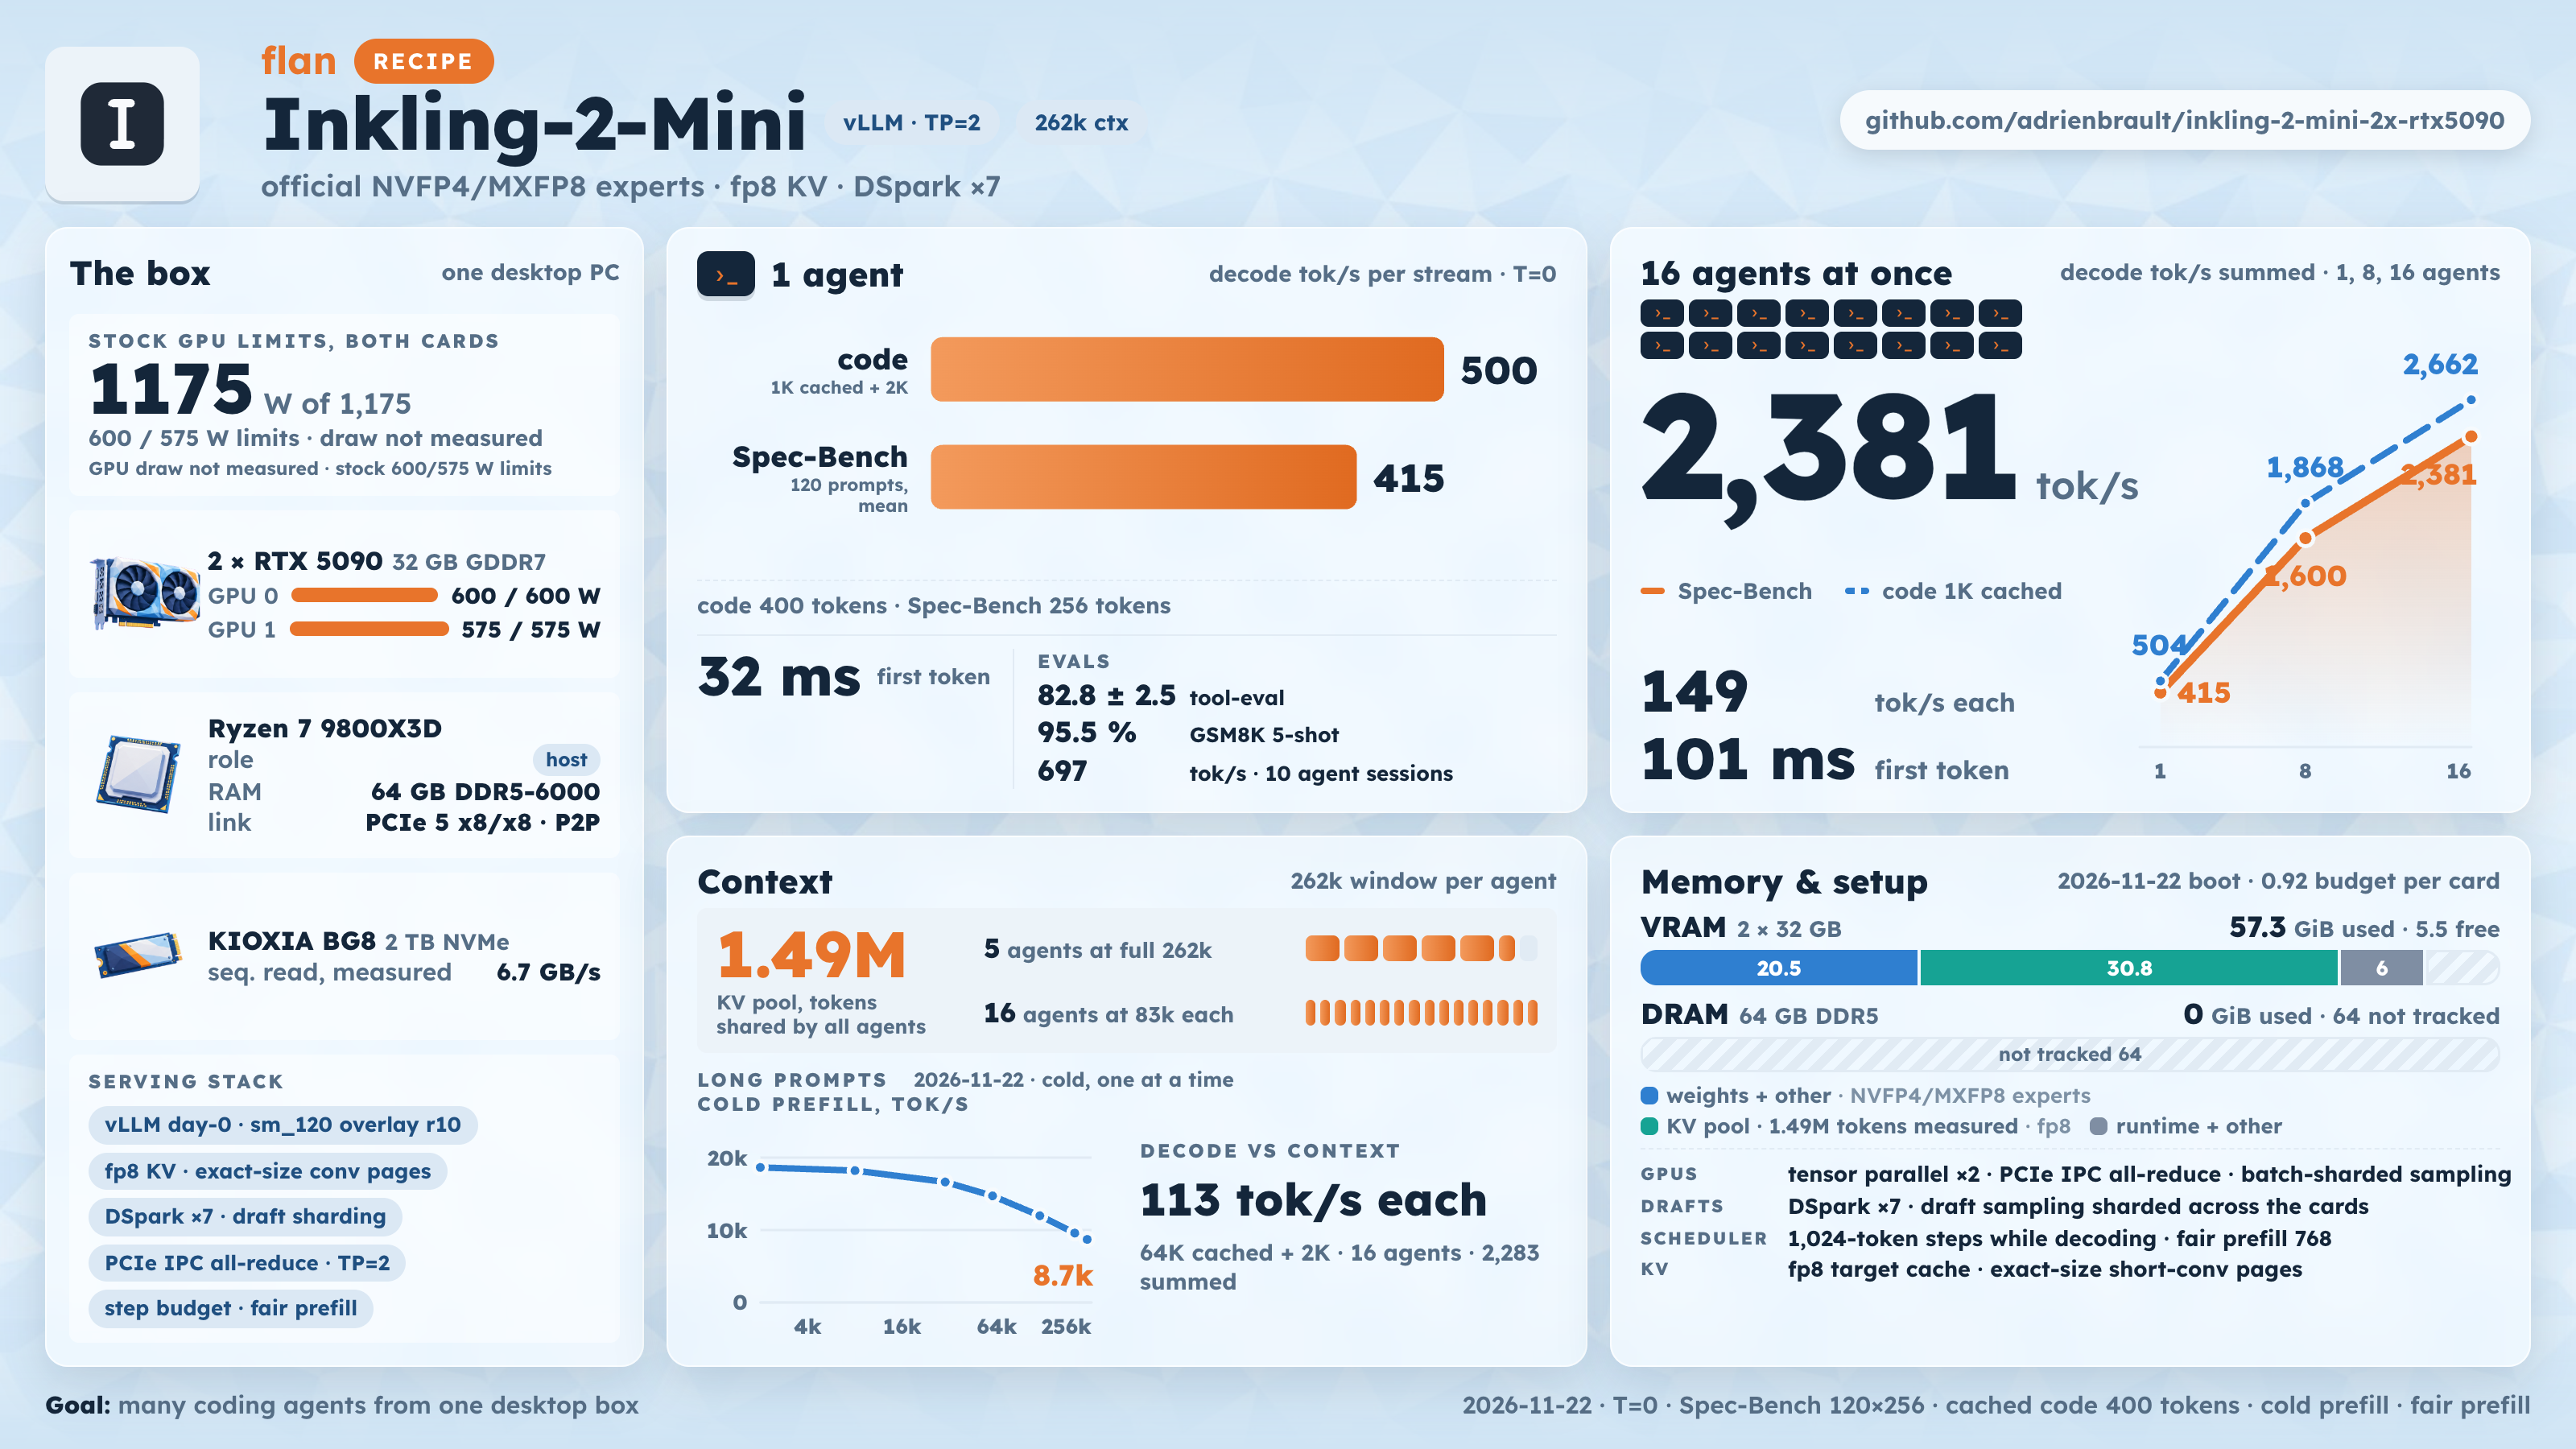 I
flan RECIPE
Inkling-2-Mini vLLM · TP=2 262k ctx
official NVFP4/MXFP8 experts · fp8 KV · DSpark ×7
github.com/adrienbrault/inkling-2-mini-2x-rtx5090
The box one desktop PC
STOCK GPU LIMITS, BOTH CARDS
1175 W of 1,175
600 / 575 W limits · draw not measured
GPU draw not measured · stock 600/575 W limits
2 × RTX 5090 32 GB GDDR7
GPU 0 600 / 600 W
GPU 1 575 / 575 W
Ryzen 7 9800X3D
role host
RAM 64 GB DDR5-6000
link PCIe 5 x8/x8 · P2P
KIOXIA BG8 2 TB NVMe
seq. read, measured 6.7 GB/s
SERVING STACK
vLLM day-0 · sm_120 overlay r10
fp8 KV · exact-size conv pages
DSpark ×7 · draft sharding
PCIe IPC all-reduce · TP=2
step budget · fair prefill
›_ 1 agent decode tok/s per stream · T=0
code
1K cached + 2K
500
Spec-Bench
120 prompts,
mean
415
code 400 tokens · Spec-Bench 256 tokens
32 ms first token
EVALS
82.8 ± 2.5 tool-eval
95.5 % GSM8K 5-shot
697 tok/s · 10 agent sessions
16 agents at once decode tok/s summed · 1, 8, 16 agents
›_ ›_ ›_ ›_ ›_ ›_ ›_ ›_
›_ ›_ ›_ ›_ ›_ ›_ ›_ ›_
2,381 tok/s
Spec-Bench code 1K cached
149 tok/s each
101 ms first token
2,662
2,381
1,868
1,600
504
415
1 8 16
Context 262k window per agent
1.49M
KV pool, tokens
shared by all agents
5 agents at full 262k
16 agents at 83k each
LONG PROMPTS 2026-11-22 · cold, one at a time
COLD PREFILL, TOK/S
20k
10k
0
8.7k
4k 16k 64k 256k
DECODE VS CONTEXT
113 tok/s each
64K cached + 2K · 16 agents · 2,283
summed
Memory & setup 2026-11-22 boot · 0.92 budget per card
VRAM 2 × 32 GB 57.3 GiB used · 5.5 free
20.5 30.8 6
DRAM 64 GB DDR5 0 GiB used · 64 not tracked
not tracked 64
weights + other · NVFP4/MXFP8 experts
KV pool · 1.49M tokens measured · fp8 runtime + other
GPUS tensor parallel ×2 · PCIe IPC all-reduce · batch-sharded sampling
DRAFTS DSpark ×7 · draft sampling sharded across the cards
SCHEDULER 1,024-token steps while decoding · fair prefill 768
KV fp8 target cache · exact-size short-conv pages
Goal: many coding agents from one desktop box
2026-11-22 · T=0 · Spec-Bench 120×256 · cached code 400 tokens · cold prefill · fair prefill